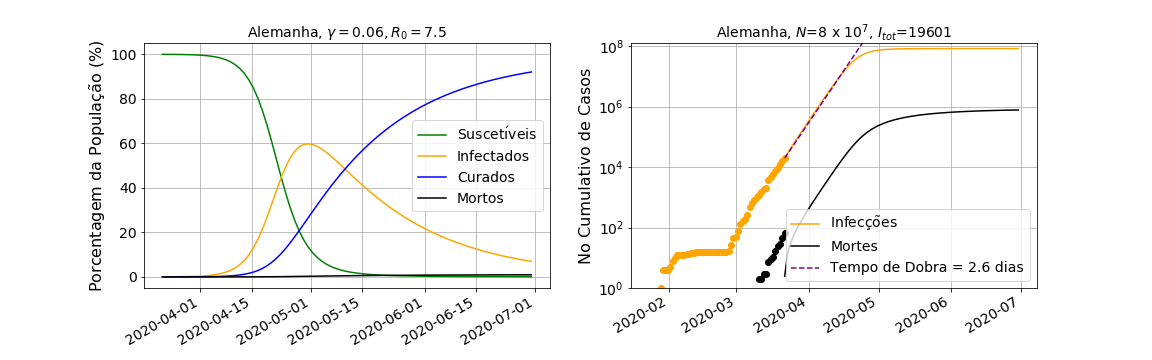 Alemanha, γ = 0.06, R₀ = 7.5
Porcentagem da População (%)
100
80
60
40
20
0
Suscetíveis
Infectados
Curados
Mortos
2020-04-01
2020-04-15
2020-05-01
2020-05-15
2020-06-01
2020-06-15
2020-07-01
Alemanha, N=8 x 10⁷, Iₜₒₜ=19601
No Cumulativo de Casos
10⁸
10⁶
10⁴
10²
10⁰
Infecções
Mortes
Tempo de Dobra = 2.6 dias
2020-02
2020-03
2020-04
2020-05
2020-06
2020-07